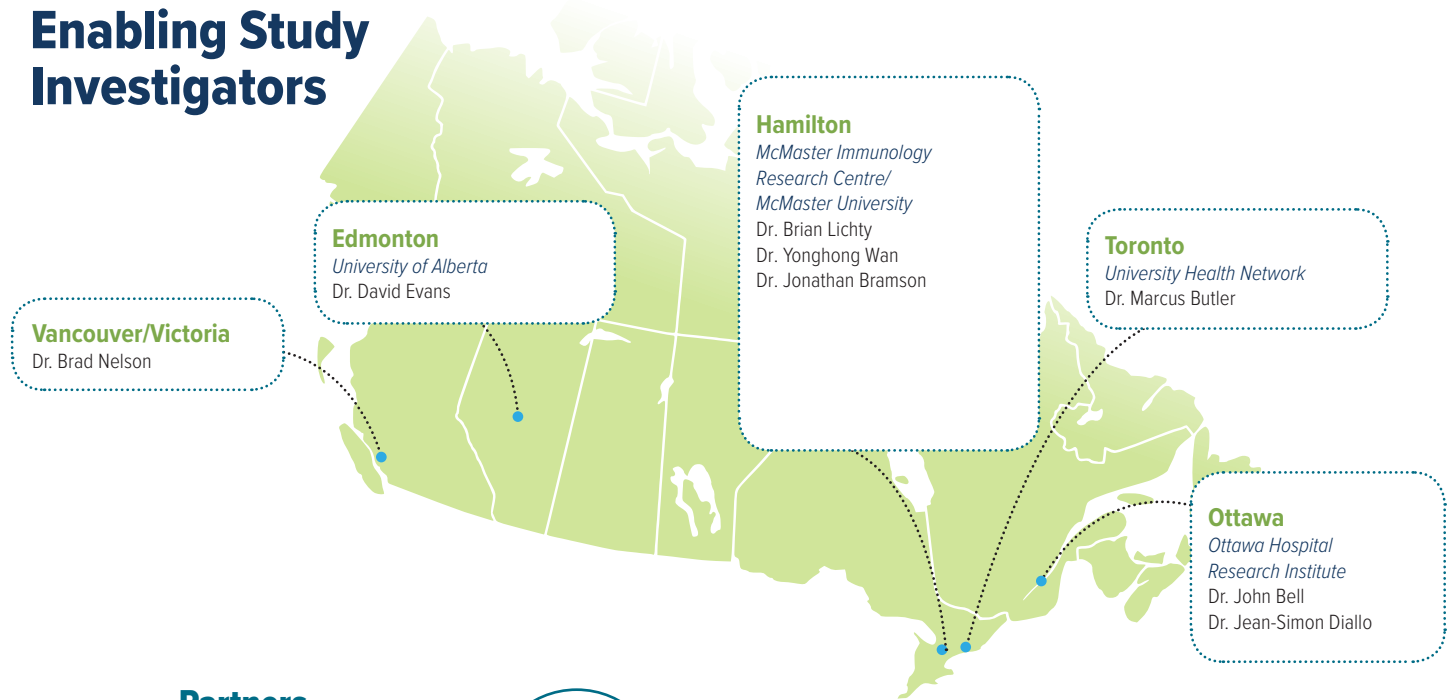 Enabling Study
Investigators
Hamilton
McMaster Immunology
Research Centre/
McMaster University
Dr. Brian Lichty
Dr. Yonghong Wan
Dr. Jonathan Bramson
Edmonton
University of Alberta
Dr. David Evans
Toronto
University Health Network
Dr. Marcus Butler
Vancouver/Victoria
Dr. Brad Nelson
Ottawa
Ottawa Hospital
Research Institute
Dr. John Bell
Dr. Jean-Simon Diallo
Partners